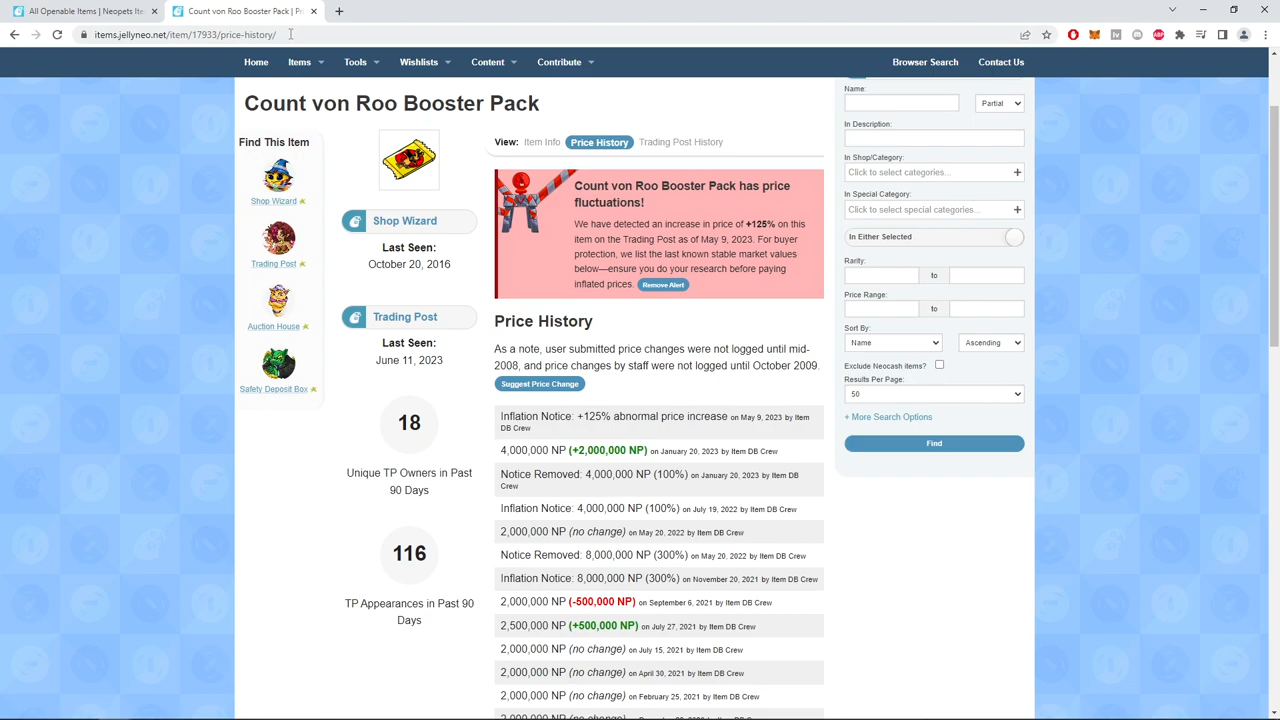 All Openable Items | Neopets Ite
Count von Roo Booster Pack | Pr
items.jellyneo.net/item/17933/price-history/
Home
Items
Tools
Wishlists
Content
Contribute
Browser Search
Contact Us
Count von Roo Booster Pack
Find This Item
Shop Wizard
Trading Post
Auction House
Safety Deposit Box
Shop Wizard
Last Seen:
October 20, 2016
Trading Post
Last Seen:
June 11, 2023
18
Unique TP Owners in Past
90 Days
116
TP Appearances in Past 90
Days
View: Item Info Price History Trading Post History
Count von Roo Booster Pack has price
fluctuations!
We have detected an increase in price of +125% on this
item on the Trading Post as of May 9, 2023. For buyer
protection, we list the last known stable market values
below—ensure you do your research before paying
inflated prices. Remove Alert
Price History
As a note, user submitted price changes were not logged until mid-
2008, and price changes by staff were not logged until October 2009.
Suggest Price Change
Inflation Notice: +125% abnormal price increase on May 9, 2023 by Item
DB Crew
4,000,000 NP (+2,000,000 NP) on January 20, 2023 by Item DB Crew
Notice Removed: 4,000,000 NP (100%) on January 20, 2023 by Item DB
Crew
Inflation Notice: 4,000,000 NP (100%) on July 19, 2022 by Item DB Crew
2,000,000 NP (no change) on May 20, 2022 by Item DB Crew
Notice Removed: 8,000,000 NP (300%) on May 20, 2022 by Item DB Crew
Inflation Notice: 8,000,000 NP (300%) on November 20, 2021 by Item DB Crew
2,000,000 NP (-500,000 NP) on September 6, 2021 by Item DB Crew
2,500,000 NP (+500,000 NP) on July 27, 2021 by Item DB Crew
2,000,000 NP (no change) on July 15, 2021 by Item DB Crew
2,000,000 NP (no change) on April 30, 2021 by Item DB Crew
2,000,000 NP (no change) on February 25, 2021 by Item DB Crew
Name:
Partial
In Description:
In Shop/Category:
Click to select categories...
In Special Category:
Click to select special categories...
In Either Selected
Rarity:
to
Price Range:
to
Sort By:
Name
Ascending
Exclude Neocash items?
Results Per Page:
50
+ More Search Options
Find